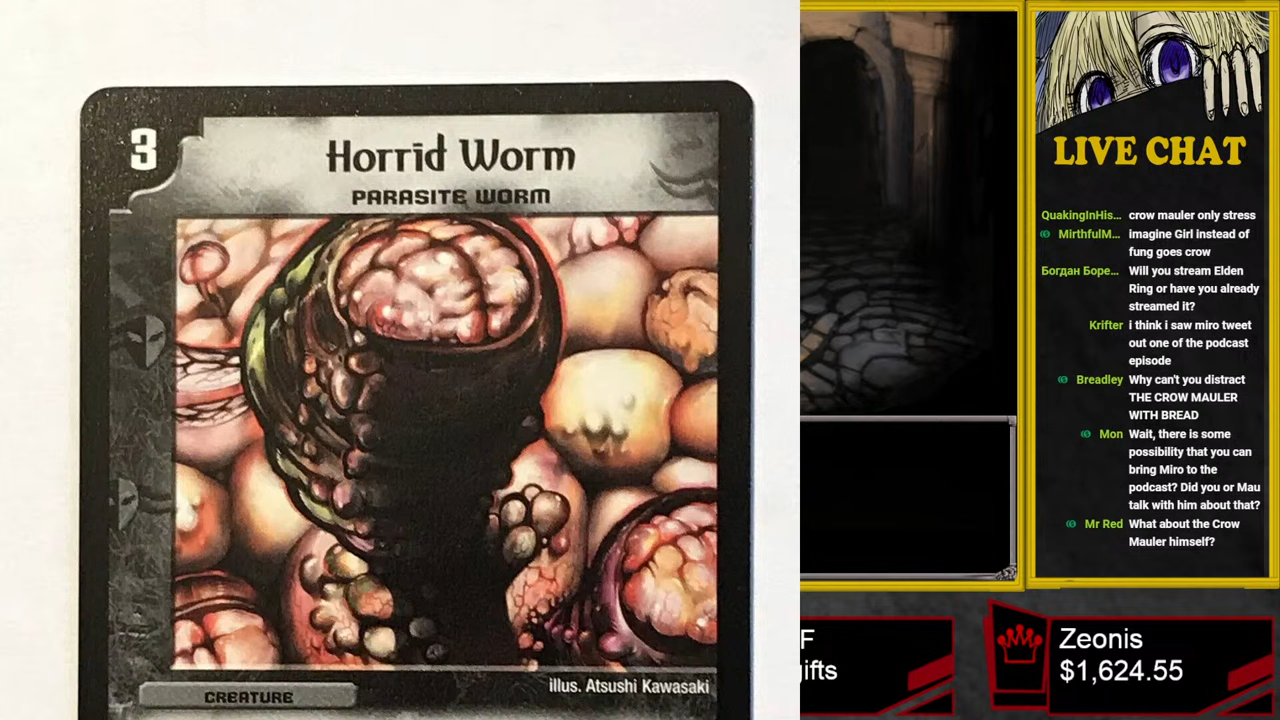 3
Horrid Worm
PARASITE WORM
illus. Atsushi Kawasaki
CREATURE
LIVE CHAT
QuakingInHis... crow mauler only stress
MirthfulM... imagine Girl instead of
fung goes crow
Богдан Боре... Will you stream Elden
Ring or have you already
streamed it?
Krifter i think i saw miro tweet
out one of the podcast
episode
Breadley Why can't you distract
THE CROW MAULER
WITH BREAD
Mon Wait, there is some
possibility that you can
bring Miro to the
podcast? Did you or Mau
talk with him about that?
Mr Red What about the Crow
Mauler himself?
F
gifts
Zeonis
$1,624.55